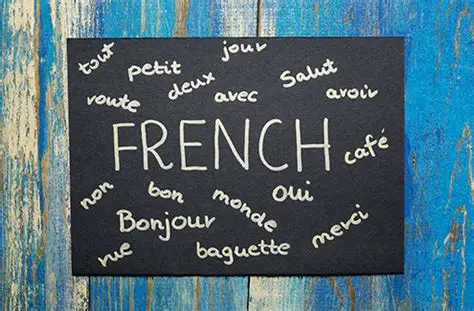 tout
jour
petit
deux
Salut
route
avec
avoir
FRENCH
café
non
bon
monde
oui
Bonjour
merci
rue
baguette